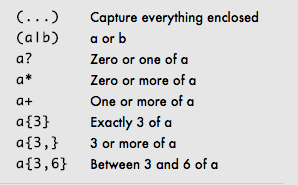 (...) Capture everything enclosed
(a|b) a or b
a? Zero or one of a
a* Zero or more of a
a+ One or more of a
a{3} Exactly 3 of a
a{3,} 3 or more of a
a{3,6} Between 3 and 6 of a